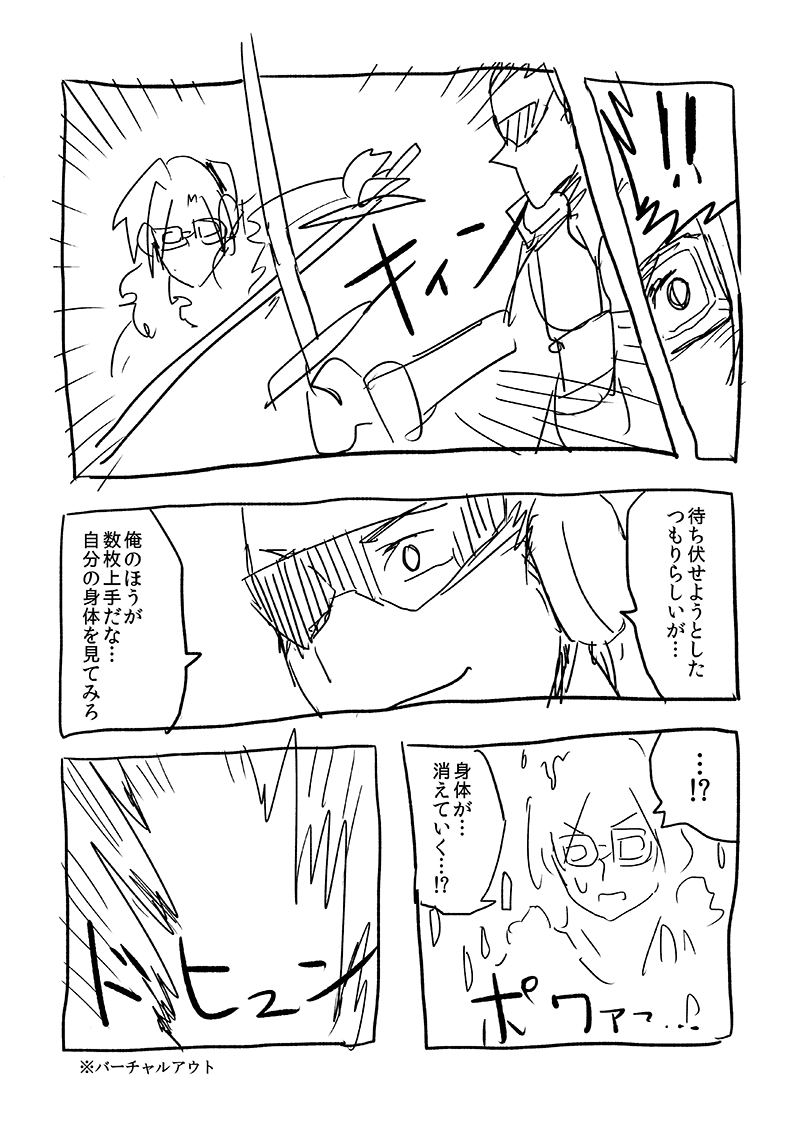 !!
キィン
待ち伏せようとした
つもりらしいが…
俺のほうが
数枚上手だな…
自分の身体を見てみろ
…!?
身体が…
消えていく…!?
ポワァー…♪
ドヒュン
※バーチャルアウト